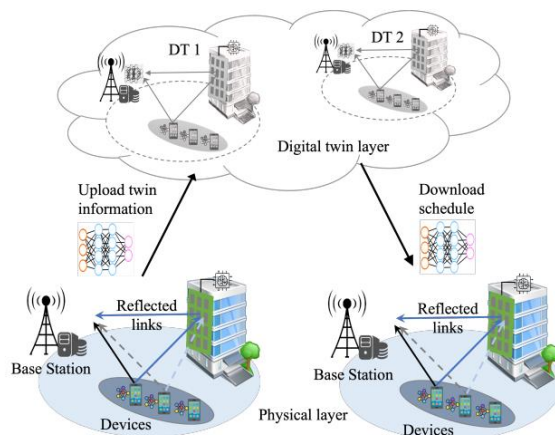 DT 1
DT 2
Digital twin layer
Upload twin
information
Download
schedule
Reflected
links
Base Station
Devices
Physical layer
Reflected
links
Base Station
Devices